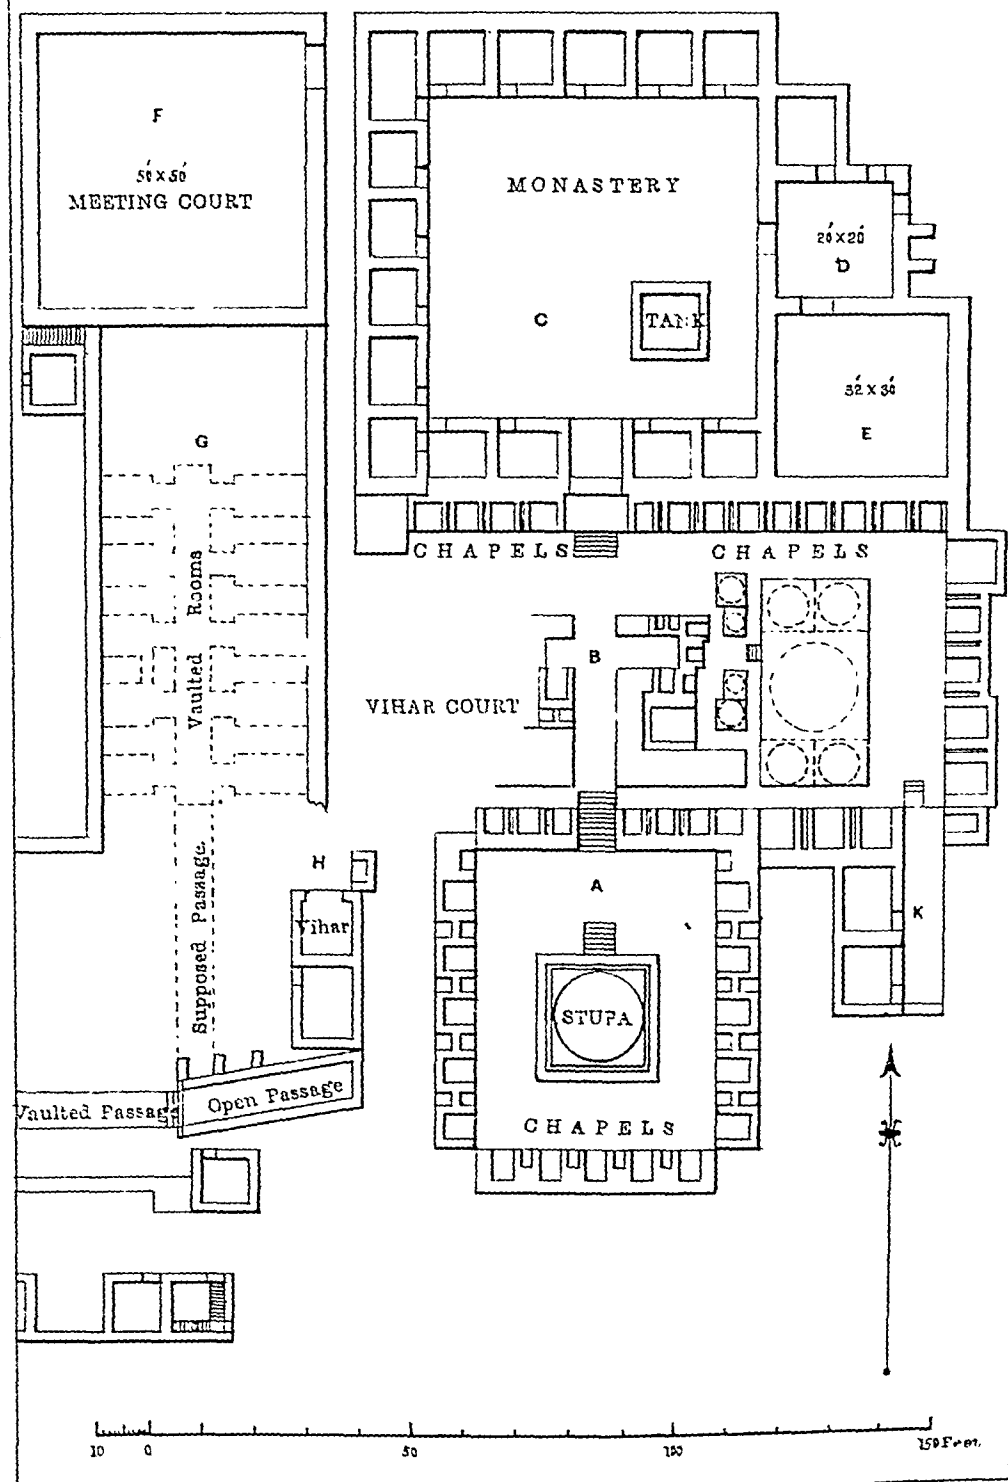 F
50' × 50'
MEETING COURT
MONASTERY
20' × 20'
D
C
TANK
32' × 30'
E
G
CHAPELS
CHAPELS
Vaulted Rooms
B
VIHAR COURT
Supposed Passage.
H
A
K
Vihar
STUPA
Vaulted Passage
Open Passage
CHAPELS
10 0 50 100 150 Feet.